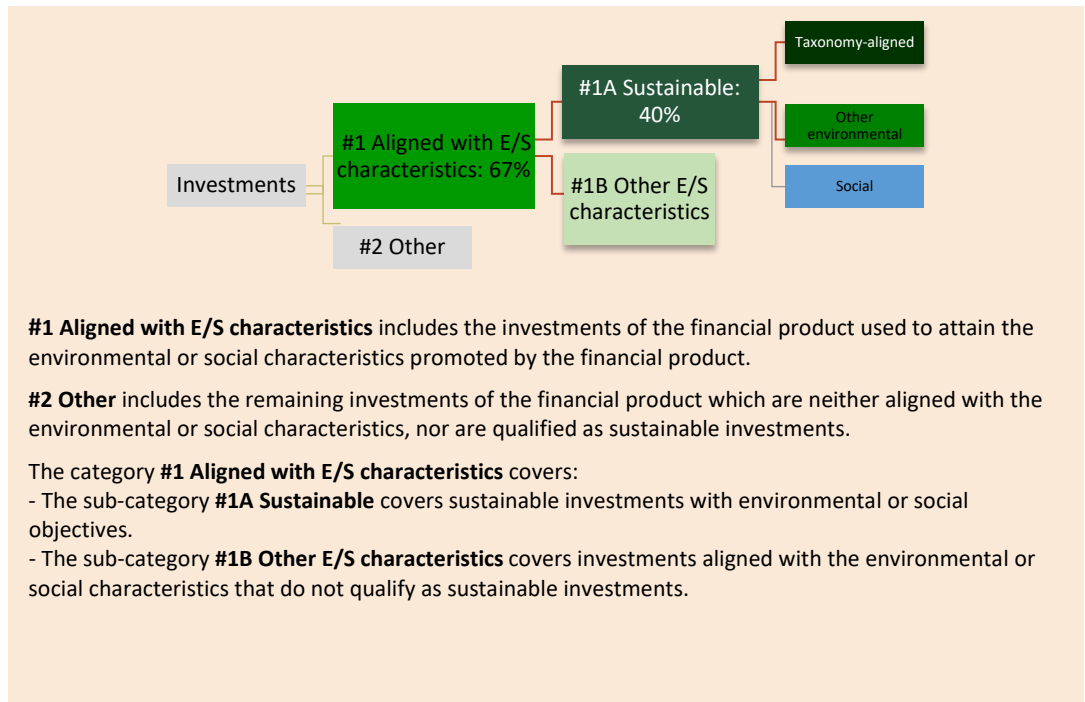 Taxonomy-aligned
#1A Sustainable:
40%
Other
environmental
#1 Aligned with E/S
characteristics: 67%
Investments
#1B Other E/S
characteristics
Social
#2 Other
#1 Aligned with E/S characteristics includes the investments of the financial product used to attain the
environmental or social characteristics promoted by the financial product.
#2 Other includes the remaining investments of the financial product which are neither aligned with the
environmental or social characteristics, nor are qualified as sustainable investments.
The category #1 Aligned with E/S characteristics covers:
- The sub-category #1A Sustainable covers sustainable investments with environmental or social
objectives.
- The sub-category #1B Other E/S characteristics covers investments aligned with the environmental or
social characteristics that do not qualify as sustainable investments.